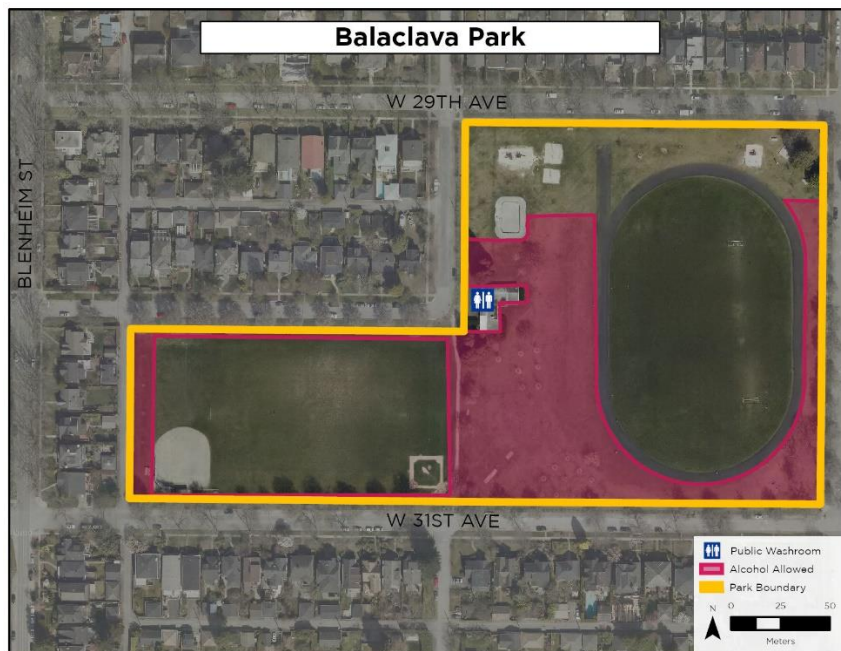 Balaclava Park
W 29TH AVE
BLENHEIM ST
W 31ST AVE
Public Washroom
Alcohol Allowed
Park Boundary
N
0 25 50
Meters